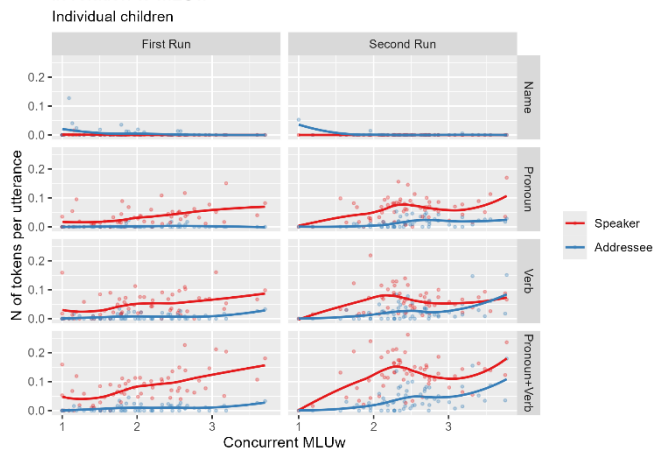 Individual children
First Run
Second Run
0.2
0.1
0.0
Name
0.2
0.1
0.0
Pronoun
0.2
0.1
0.0
Verb
0.2
0.1
0.0
Pronoun+Verb
N of tokens per utterance
1 2 3 1 2 3
Concurrent MLUw
Speaker
Addressee